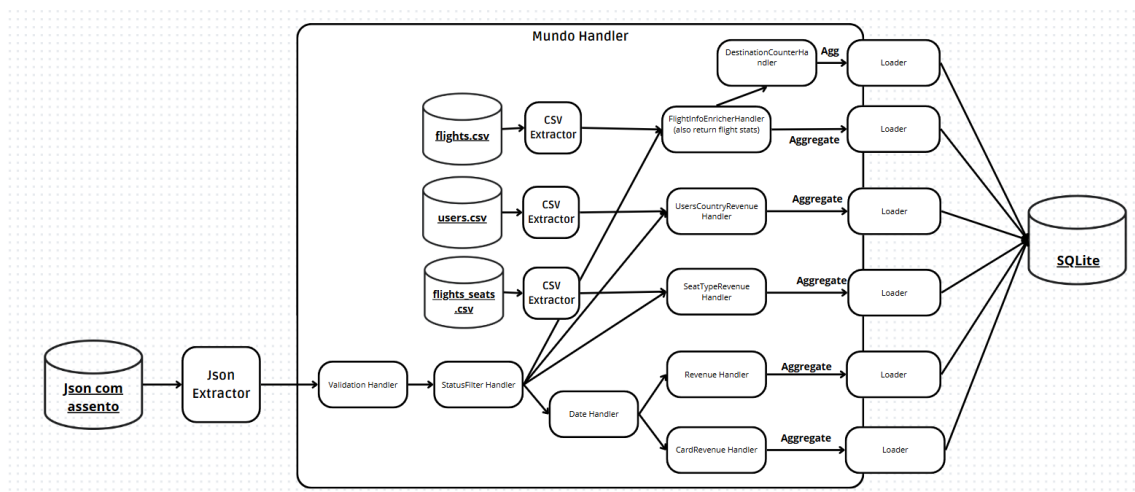 Mundo Handler
DestinationCounterHa
ndler
Agg
Loader
flights.csv
CSV
Extractor
FlightInfoEnricherHandler
(also return flight stats)
Aggregate
Loader
users.csv
CSV
Extractor
UsersCountryRevenue
Handler
Aggregate
Loader
SQLite
flights_seats
.csv
CSV
Extractor
SeatTypeRevenue
Handler
Aggregate
Loader
Json com
assento
Json
Extractor
Validation Handler
StatusFilter Handler
Date Handler
Revenue Handler
Aggregate
Loader
CardRevenue Handler
Aggregate
Loader